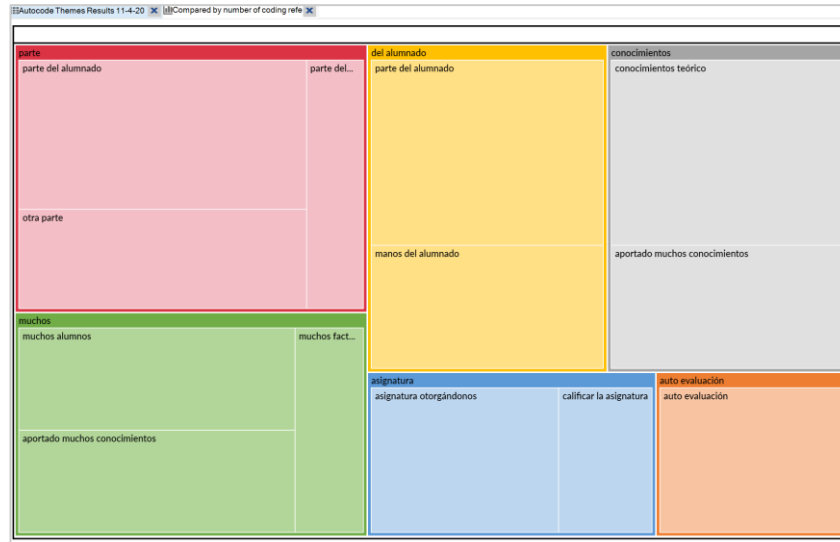 Autocode Themes Results 11-4-20
Compared by number of coding refe
parte
parte del alumnado
parte del...
otra parte
del alumnado
parte del alumnado
manos del alumnado
conocimientos
conocimientos teórico
aportado muchos conocimientos
muchos
muchos alumnos
muchos fact...
aportado muchos conocimientos
asignatura
asignatura otorgándonos
calificar la asignatura
auto evaluación
auto evaluación